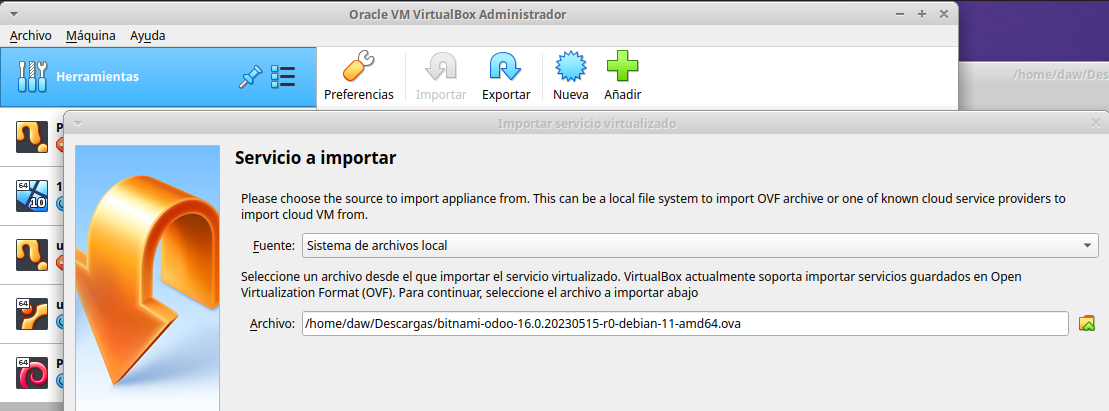 Oracle VM VirtualBox Administrador
Archivo Máquina Ayuda
Herramientas
Preferencias Importar Exportar Nueva Añadir
/home/daw/Des
Importar servicio virtualizado
P
64 10 1
u
64 u
64 P
Servicio a importar
Please choose the source to import appliance from. This can be a local file system to import OVF archive or one of known cloud service providers to
import cloud VM from.
Fuente: Sistema de archivos local
Seleccione un archivo desde el que importar el servicio virtualizado. VirtualBox actualmente soporta importar servicios guardados en Open
Virtualization Format (OVF). Para continuar, seleccione el archivo a importar abajo
Archivo: /home/daw/Descargas/bitnami-odoo-16.0.20230515-r0-debian-11-amd64.ova